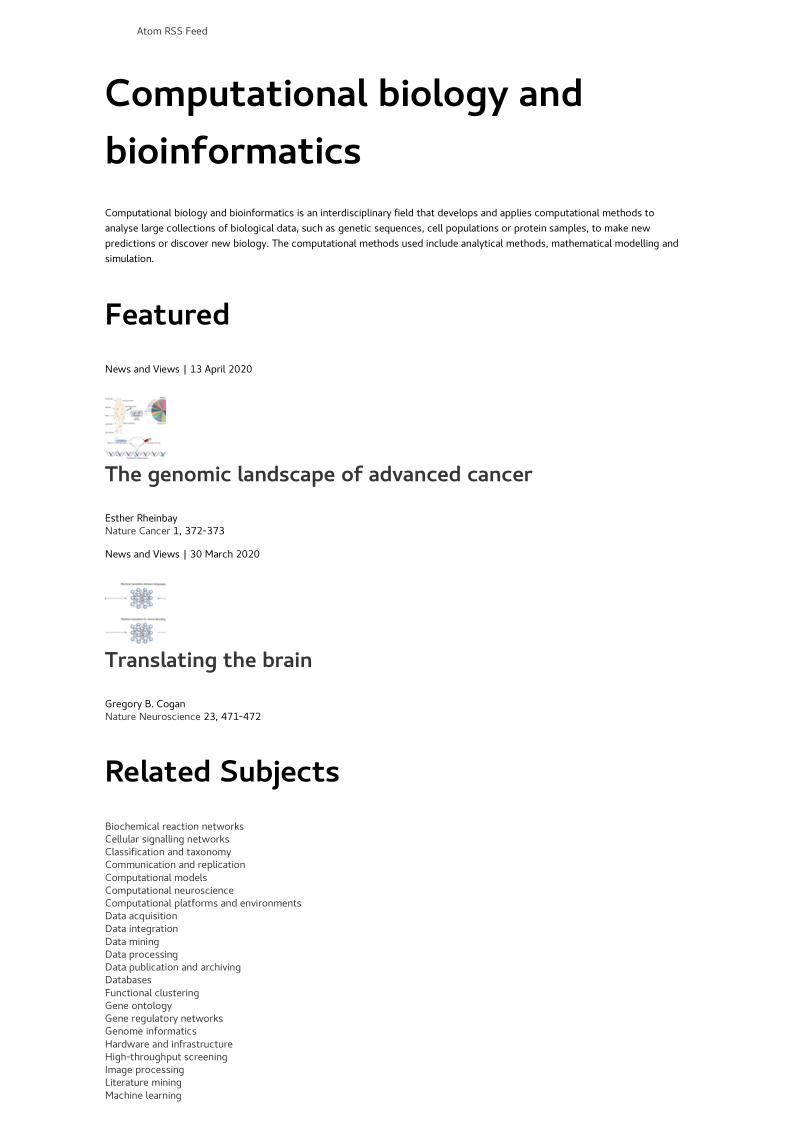 Atom RSS Feed
Computational biology and
bioinformatics
Computational biology and bioinformatics is an interdisciplinary field that develops and applies computational methods to
analyse large collections of biological data, such as genetic sequences, cell populations or protein samples, to make new
predictions or discover new biology. The computational methods used include analytical methods, mathematical modelling and
simulation.
Featured
News and Views | 13 April 2020
The genomic landscape of advanced cancer
Esther Rheinbay
Nature Cancer 1, 372-373
News and Views | 30 March 2020
Translating the brain
Gregory B. Cogan
Nature Neuroscience 23, 471-472
Related Subjects
Biochemical reaction networks
Cellular signalling networks
Classification and taxonomy
Communication and replication
Computational models
Computational neuroscience
Computational platforms and environments
Data acquisition
Data integration
Data mining
Data processing
Data publication and archiving
Databases
Functional clustering
Gene ontology
Gene regulatory networks
Genome informatics
Hardware and infrastructure
High-throughput screening
Image processing
Literature mining
Machine learning